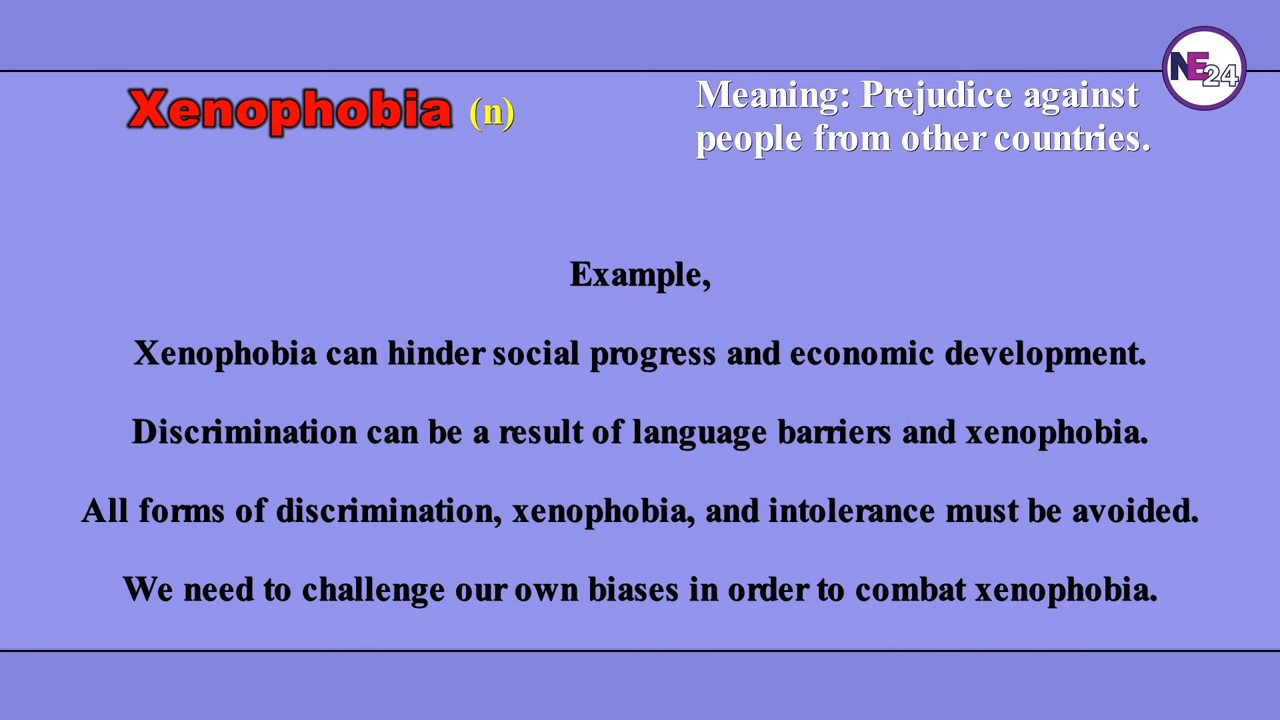 NE24
Xenophobia (n)
Meaning: Prejudice against
people from other countries.
Example,
Xenophobia can hinder social progress and economic development.
Discrimination can be a result of language barriers and xenophobia.
All forms of discrimination, xenophobia, and intolerance must be avoided.
We need to challenge our own biases in order to combat xenophobia.